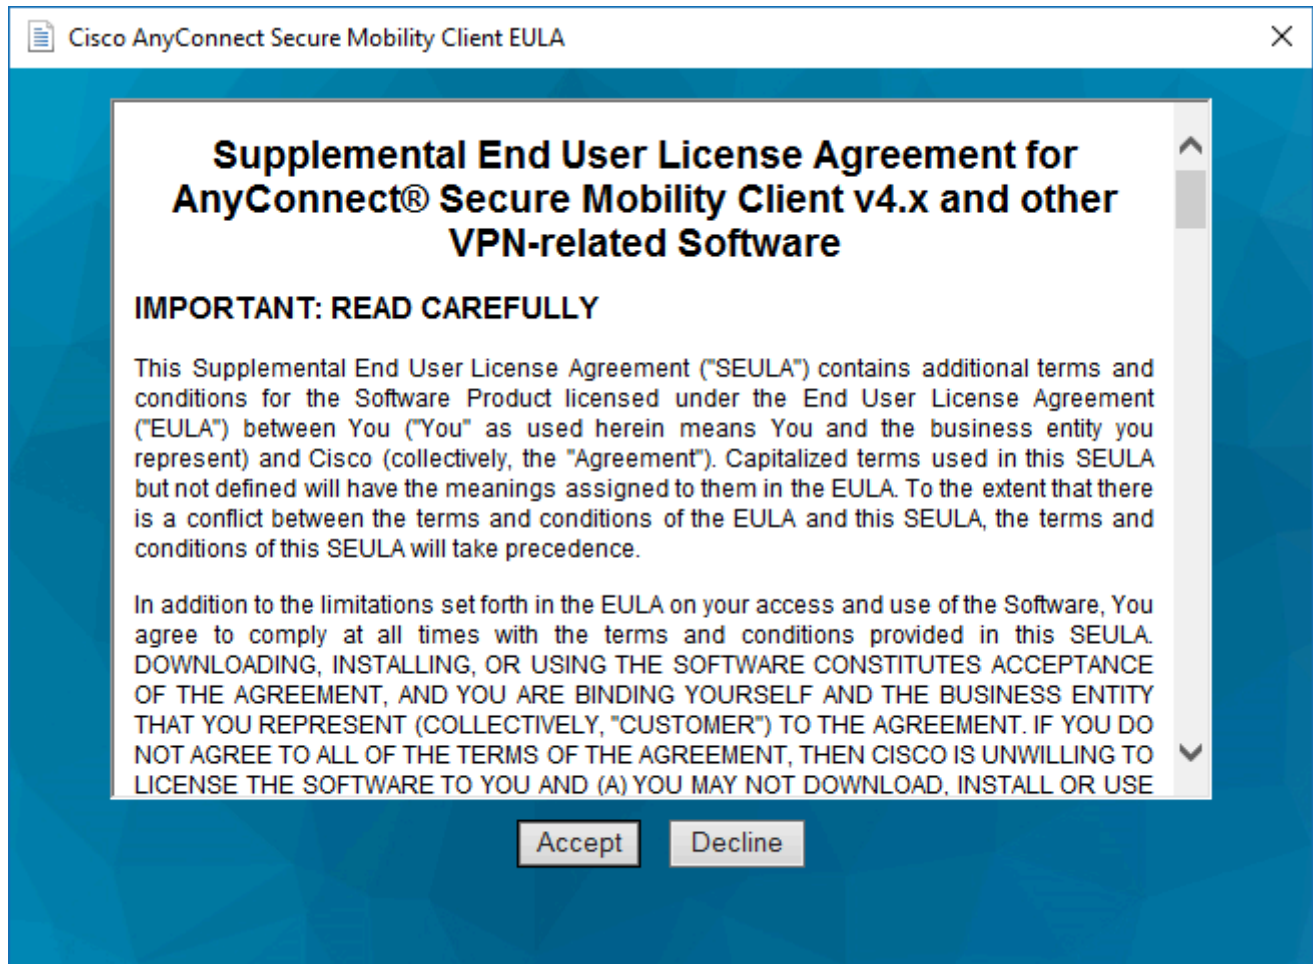 Cisco AnyConnect Secure Mobility Client EULA
Supplemental End User License Agreement for
AnyConnect® Secure Mobility Client v4.x and other
VPN-related Software
IMPORTANT: READ CAREFULLY
This Supplemental End User License Agreement ("SEULA") contains additional terms and
conditions for the Software Product licensed under the End User License Agreement
("EULA") between You ("You" as used herein means You and the business entity you
represent) and Cisco (collectively, the "Agreement"). Capitalized terms used in this SEULA
but not defined will have the meanings assigned to them in the EULA. To the extent that there
is a conflict between the terms and conditions of the EULA and this SEULA, the terms and
conditions of this SEULA will take precedence.
In addition to the limitations set forth in the EULA on your access and use of the Software, You
agree to comply at all times with the terms and conditions provided in this SEULA.
DOWNLOADING, INSTALLING, OR USING THE SOFTWARE CONSTITUTES ACCEPTANCE
OF THE AGREEMENT, AND YOU ARE BINDING YOURSELF AND THE BUSINESS ENTITY
THAT YOU REPRESENT (COLLECTIVELY, "CUSTOMER") TO THE AGREEMENT. IF YOU DO
NOT AGREE TO ALL OF THE TERMS OF THE AGREEMENT, THEN CISCO IS UNWILLING TO
LICENSE THE SOFTWARE TO YOU AND (A) YOU MAY NOT DOWNLOAD, INSTALL OR USE
Accept Decline